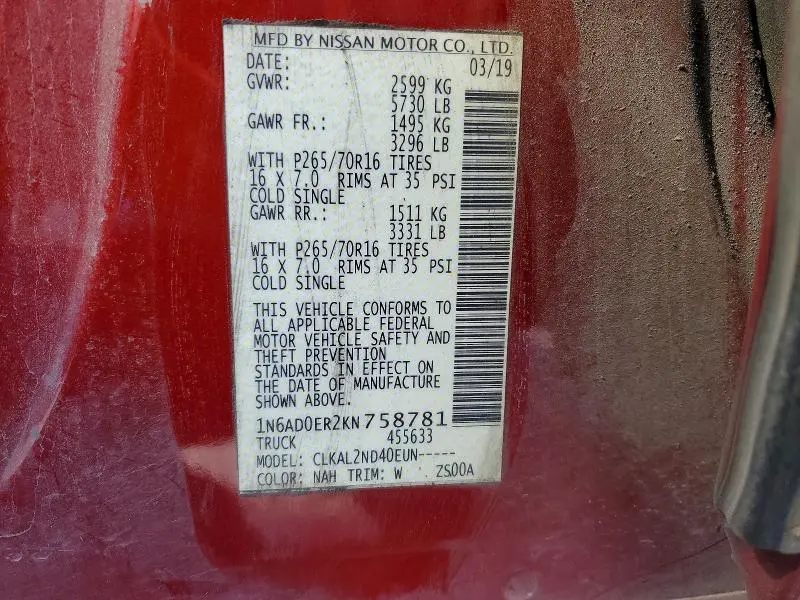 MFD BY NISSAN MOTOR CO., LTD.
DATE: 03/19
GVWR: 2599 KG
5730 LB
GAWR FR.: 1495 KG
3296 LB
WITH P265/70R16 TIRES
16 X 7.0 RIMS AT 35 PSI
COLD SINGLE
GAWR RR.: 1511 KG
3331 LB
WITH P265/70R16 TIRES
16 X 7.0 RIMS AT 35 PSI
COLD SINGLE
THIS VEHICLE CONFORMS TO
ALL APPLICABLE FEDERAL
MOTOR VEHICLE SAFETY AND
THEFT PREVENTION
STANDARDS IN EFFECT ON
THE DATE OF MANUFACTURE
SHOWN ABOVE.
1N6AD0ER2KN758781
TRUCK 455633
MODEL: CLKAL2ND40EUN-----
COLOR: NAH TRIM: W ZS00A